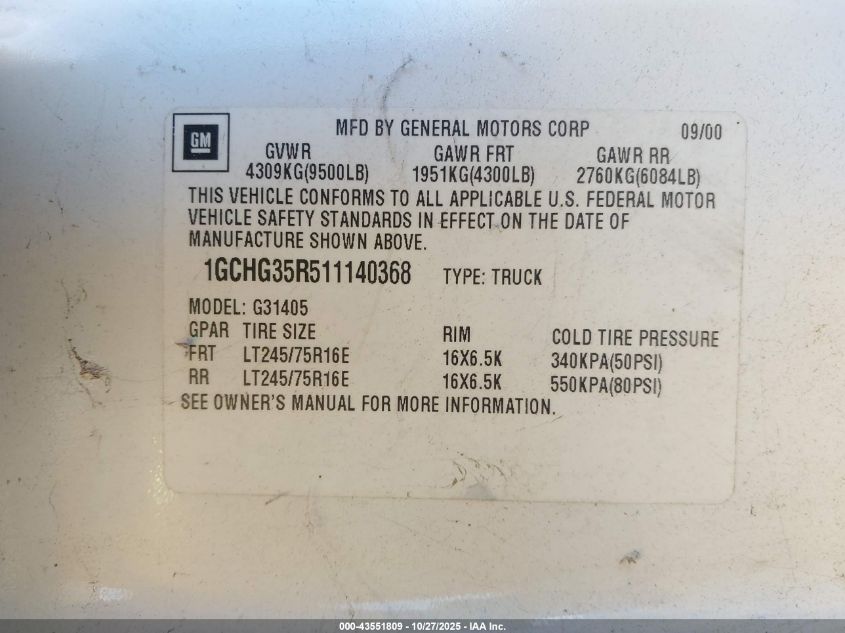 GM
MFD BY GENERAL MOTORS CORP 09/00
GVWR GAWR FRT GAWR RR
4309KG(9500LB) 1951KG(4300LB) 2760KG(6084LB)
THIS VEHICLE CONFORMS TO ALL APPLICABLE U.S. FEDERAL MOTOR
VEHICLE SAFETY STANDARDS IN EFFECT ON THE DATE OF
MANUFACTURE SHOWN ABOVE.
1GCHG35R511140368 TYPE: TRUCK
MODEL: G31405
GPAR TIRE SIZE RIM COLD TIRE PRESSURE
FRT LT245/75R16E 16X6.5K 340KPA(50PSI)
RR LT245/75R16E 16X6.5K 550KPA(80PSI)
SEE OWNER'S MANUAL FOR MORE INFORMATION.
000-43551809 - 10/27/2025 - IAA Inc.